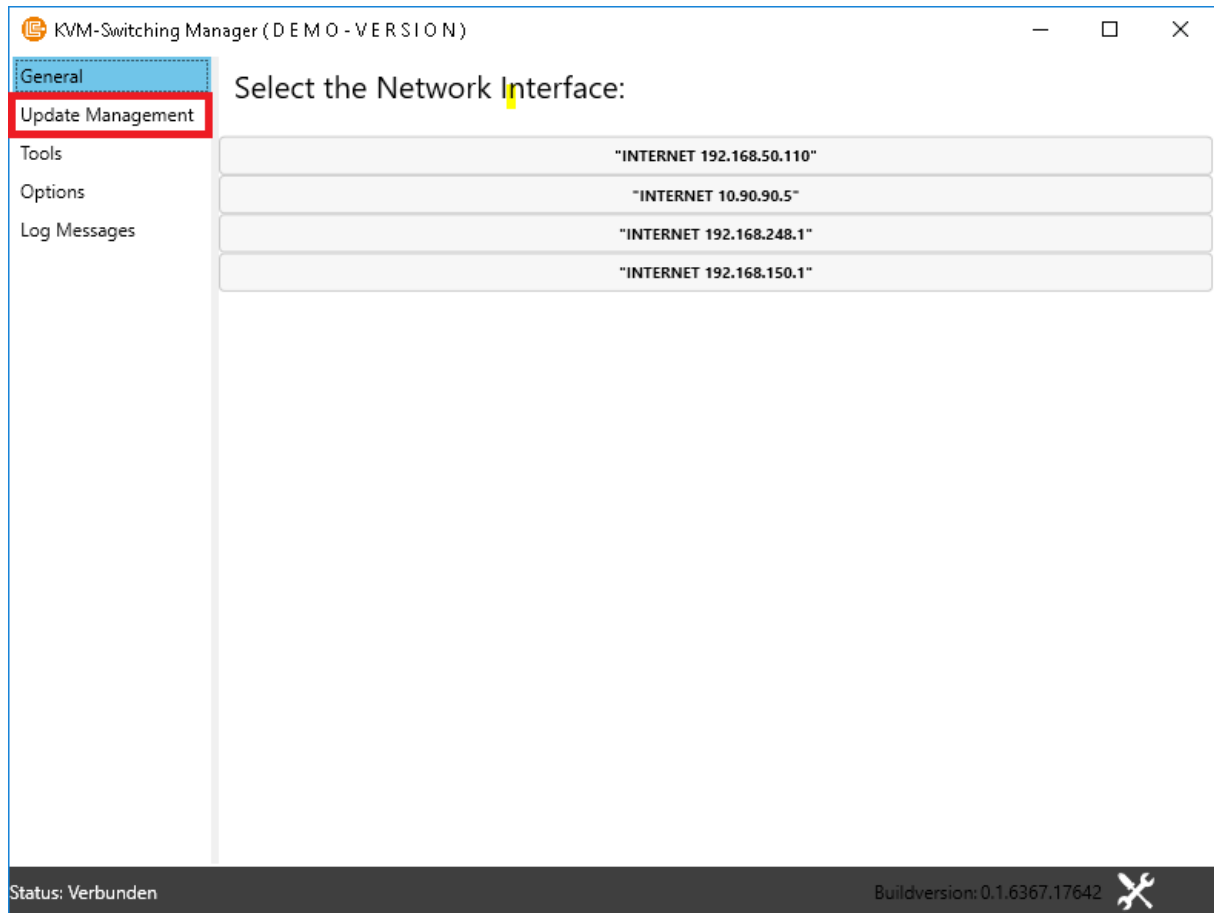 KVM-Switching Manager (D E M O - V E R S I O N)
General
Update Management
Tools
Options
Log Messages
Select the Network Interface:
"INTERNET 192.168.50.110"
"INTERNET 10.90.90.5"
"INTERNET 192.168.248.1"
"INTERNET 192.168.150.1"
Status: Verbunden
Buildversion: 0.1.6367.17642